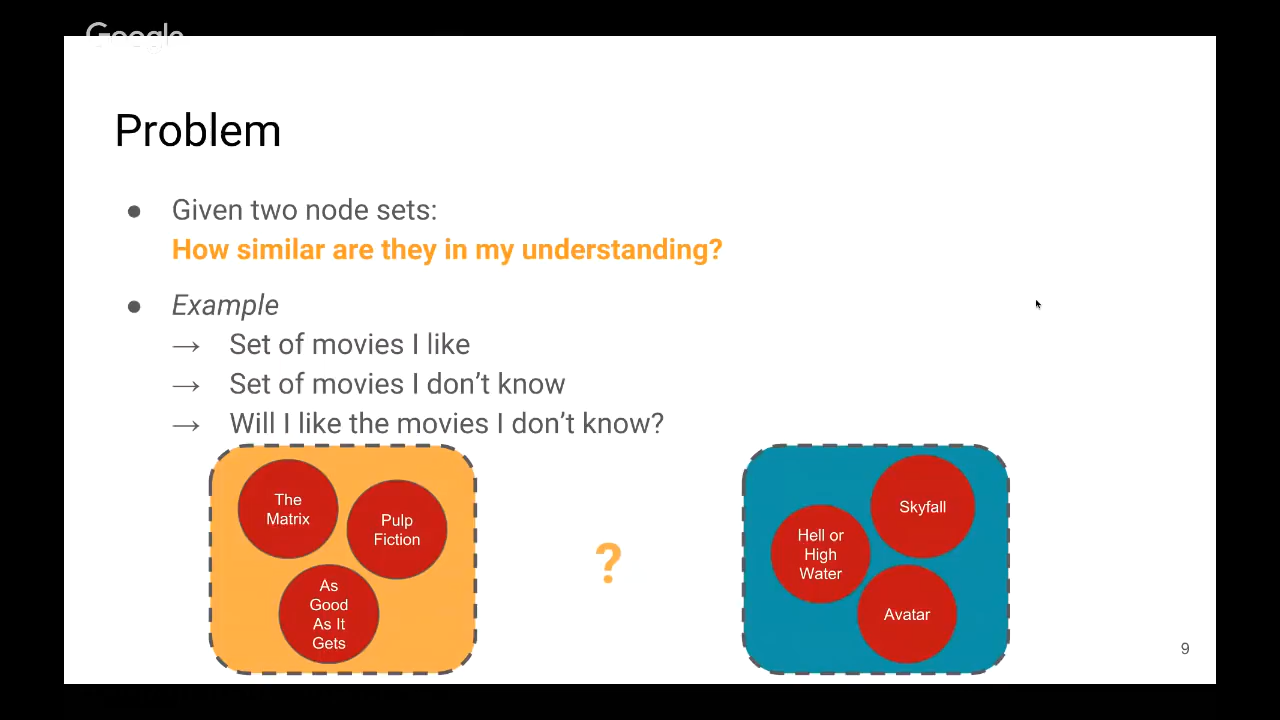 Google
Problem
● Given two node sets:
How similar are they in my understanding?
● Example
→ Set of movies I like
→ Set of movies I don’t know
→ Will I like the movies I don’t know?
The
Matrix
Pulp
Fiction
As
Good
As It
Gets
?
Skyfall
Hell or
High
Water
Avatar
9